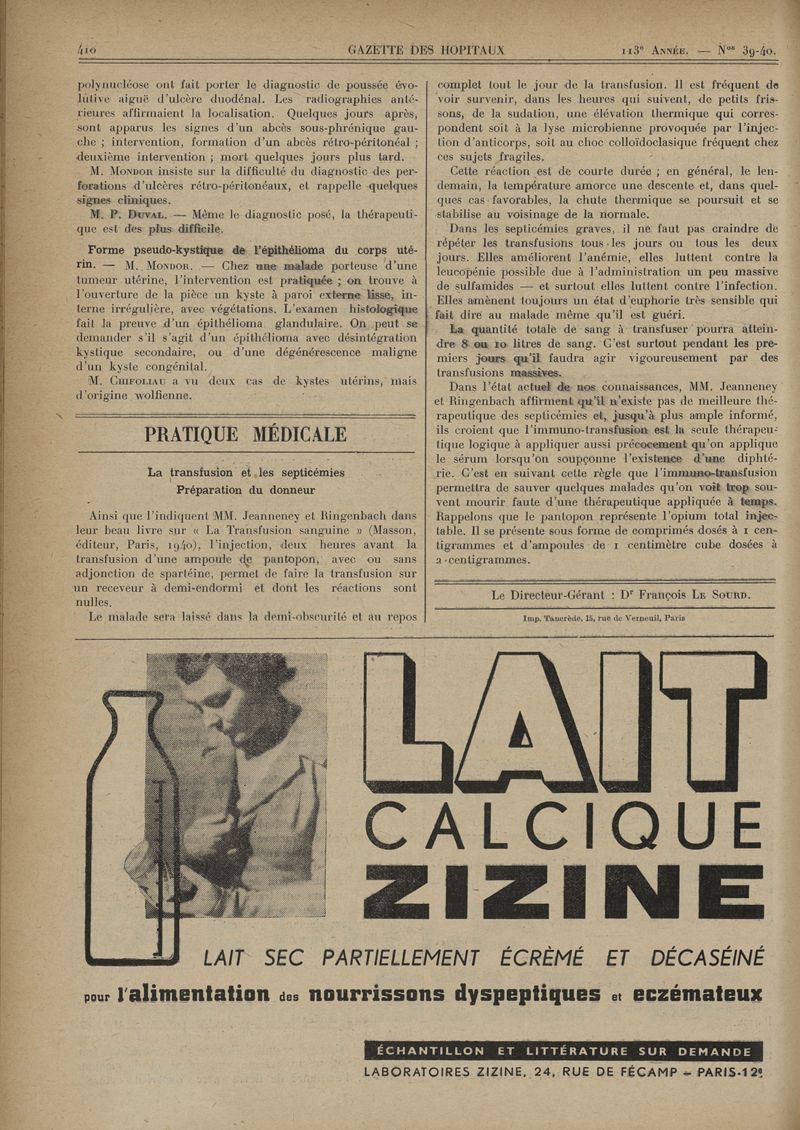 410
GAZETTE DES HOPITAUX
113e ANNÉE. — Nos 39-40.
polynucléose ont fait porter le diagnostic de poussée évo-
lutive aiguë d'ulcère duodénal. Les radiographies anté-
rieures affirmaient la localisation. Quelques jours après,
sont apparus les signes d'un abcès sous-phrénique gau-
che ; intervention, formation d'un abcès rétro-péritonéal ;
deuxième intervention ; mort quelques jours plus tard.
M. MONDOR insiste sur la difficulté du diagnostic des per-
forations d'ulcères rétro-péritonéaux, et rappelle quelques
signes cliniques.
M. P. DUVAL. — Même le diagnostic posé, la thérapeuti-
que est des plus difficile.
Forme pseudo-kystique de l'épithélioma du corps uté-
rin. — M. MONDOR. — Chez une malade porteuse d'une
tumeur utérine, l'intervention est pratiquée ; on trouve à
l'ouverture de la pièce un kyste à paroi externe lisse, in-
terne irrégulière, avec végétations. L'examen histologique
fait la preuve d'un épithélioma glandulaire. On peut se
demander s'il s'agit d'un épithélioma avec désintégration
kystique secondaire, ou d'une dégénérescence maligne
d'un kyste congénital.
M. CHIFOLIAU a vu deux cas de kystes utérins, mais
d'origine wolfienne.
PRATIQUE MÉDICALE
La transfusion et les septicémies
Préparation du donneur
Ainsi que l'indiquent MM. Jeanneney et Ringenbach dans
leur beau livre sur « La Transfusion sanguine » (Masson,
éditeur, Paris, 1940), l'injection, deux heures avant la
transfusion d'une ampoule de pantopon, avec ou sans
adjonction de spartéine, permet de faire la transfusion sur
un receveur à demi-endormi et dont les réactions sont
nulles.
Le malade sera laissé dans la demi-obscurité et au repos
complet tout le jour de la transfusion. Il est fréquent de
voir survenir, dans les heures qui suivent, de petits fris-
sons, de la sudation, une élévation thermique qui corres-
pondent soit à la lyse microbienne provoquée par l'injec-
tion d'anticorps, soit au choc colloïdoclasique fréquent chez
ces sujets fragiles.
Cette réaction est de courte durée ; en général, le len-
demain, la température amorce une descente et, dans quel-
ques cas favorables, la chute thermique se poursuit et se
stabilise au voisinage de la normale.
Dans les septicémies graves, il ne faut pas craindre de
répéter les transfusions tous les jours ou tous les deux
jours. Elles améliorent l'anémie, elles luttent contre la
leucopénie possible due à l'administration un peu massive
de sulfamides — et surtout elles luttent contre l'infection.
Elles amènent toujours un état d'euphorie très sensible qui
fait dire au malade même qu'il est guéri.
La quantité totale de sang à transfuser pourra attein-
dre 8 ou 10 litres de sang. C'est surtout pendant les pre-
miers jours qu'il faudra agir vigoureusement par des
transfusions massives.
Dans l'état actuel de nos connaissances, MM. Jeanneney
et Ringenbach affirment qu'il n'existe pas de meilleure thé-
rapeutique des septicémies et, jusqu'à plus ample informé,
ils croient que l'immuno-transfusion est la seule thérapeu-
tique logique à appliquer aussi précocement qu'on applique
le sérum lorsqu'on soupçonne l'existence d'une diphté-
rie. C'est en suivant cette règle que l'immuno-transfusion
permettra de sauver quelques malades qu'on voit trop sou-
vent mourir faute d'une thérapeutique appliquée à temps.
Rappelons que le pantopon représente l'opium total injec-
table. Il se présente sous forme de comprimés dosés à 1 cen-
tigrammes et d'ampoules de 1 centimètre cube dosées à
2 centigrammes.
Le Directeur-Gérant : Dr François LE SOURD.
Imp. Tancrède, 15, rue de Verneuil, Paris
LAIT
CALCIQUE
ZIZINE
LAIT SEC PARTIELLEMENT ÉCRÈMÉ ET DÉCASÉINÉ
pour l'alimentation des nourrissons dyspeptiques et eczémateux
ÉCHANTILLON ET LITTÉRATURE SUR DEMANDE
LABORATOIRES ZIZINE, 24, RUE DE FÉCAMP - PARIS-12e